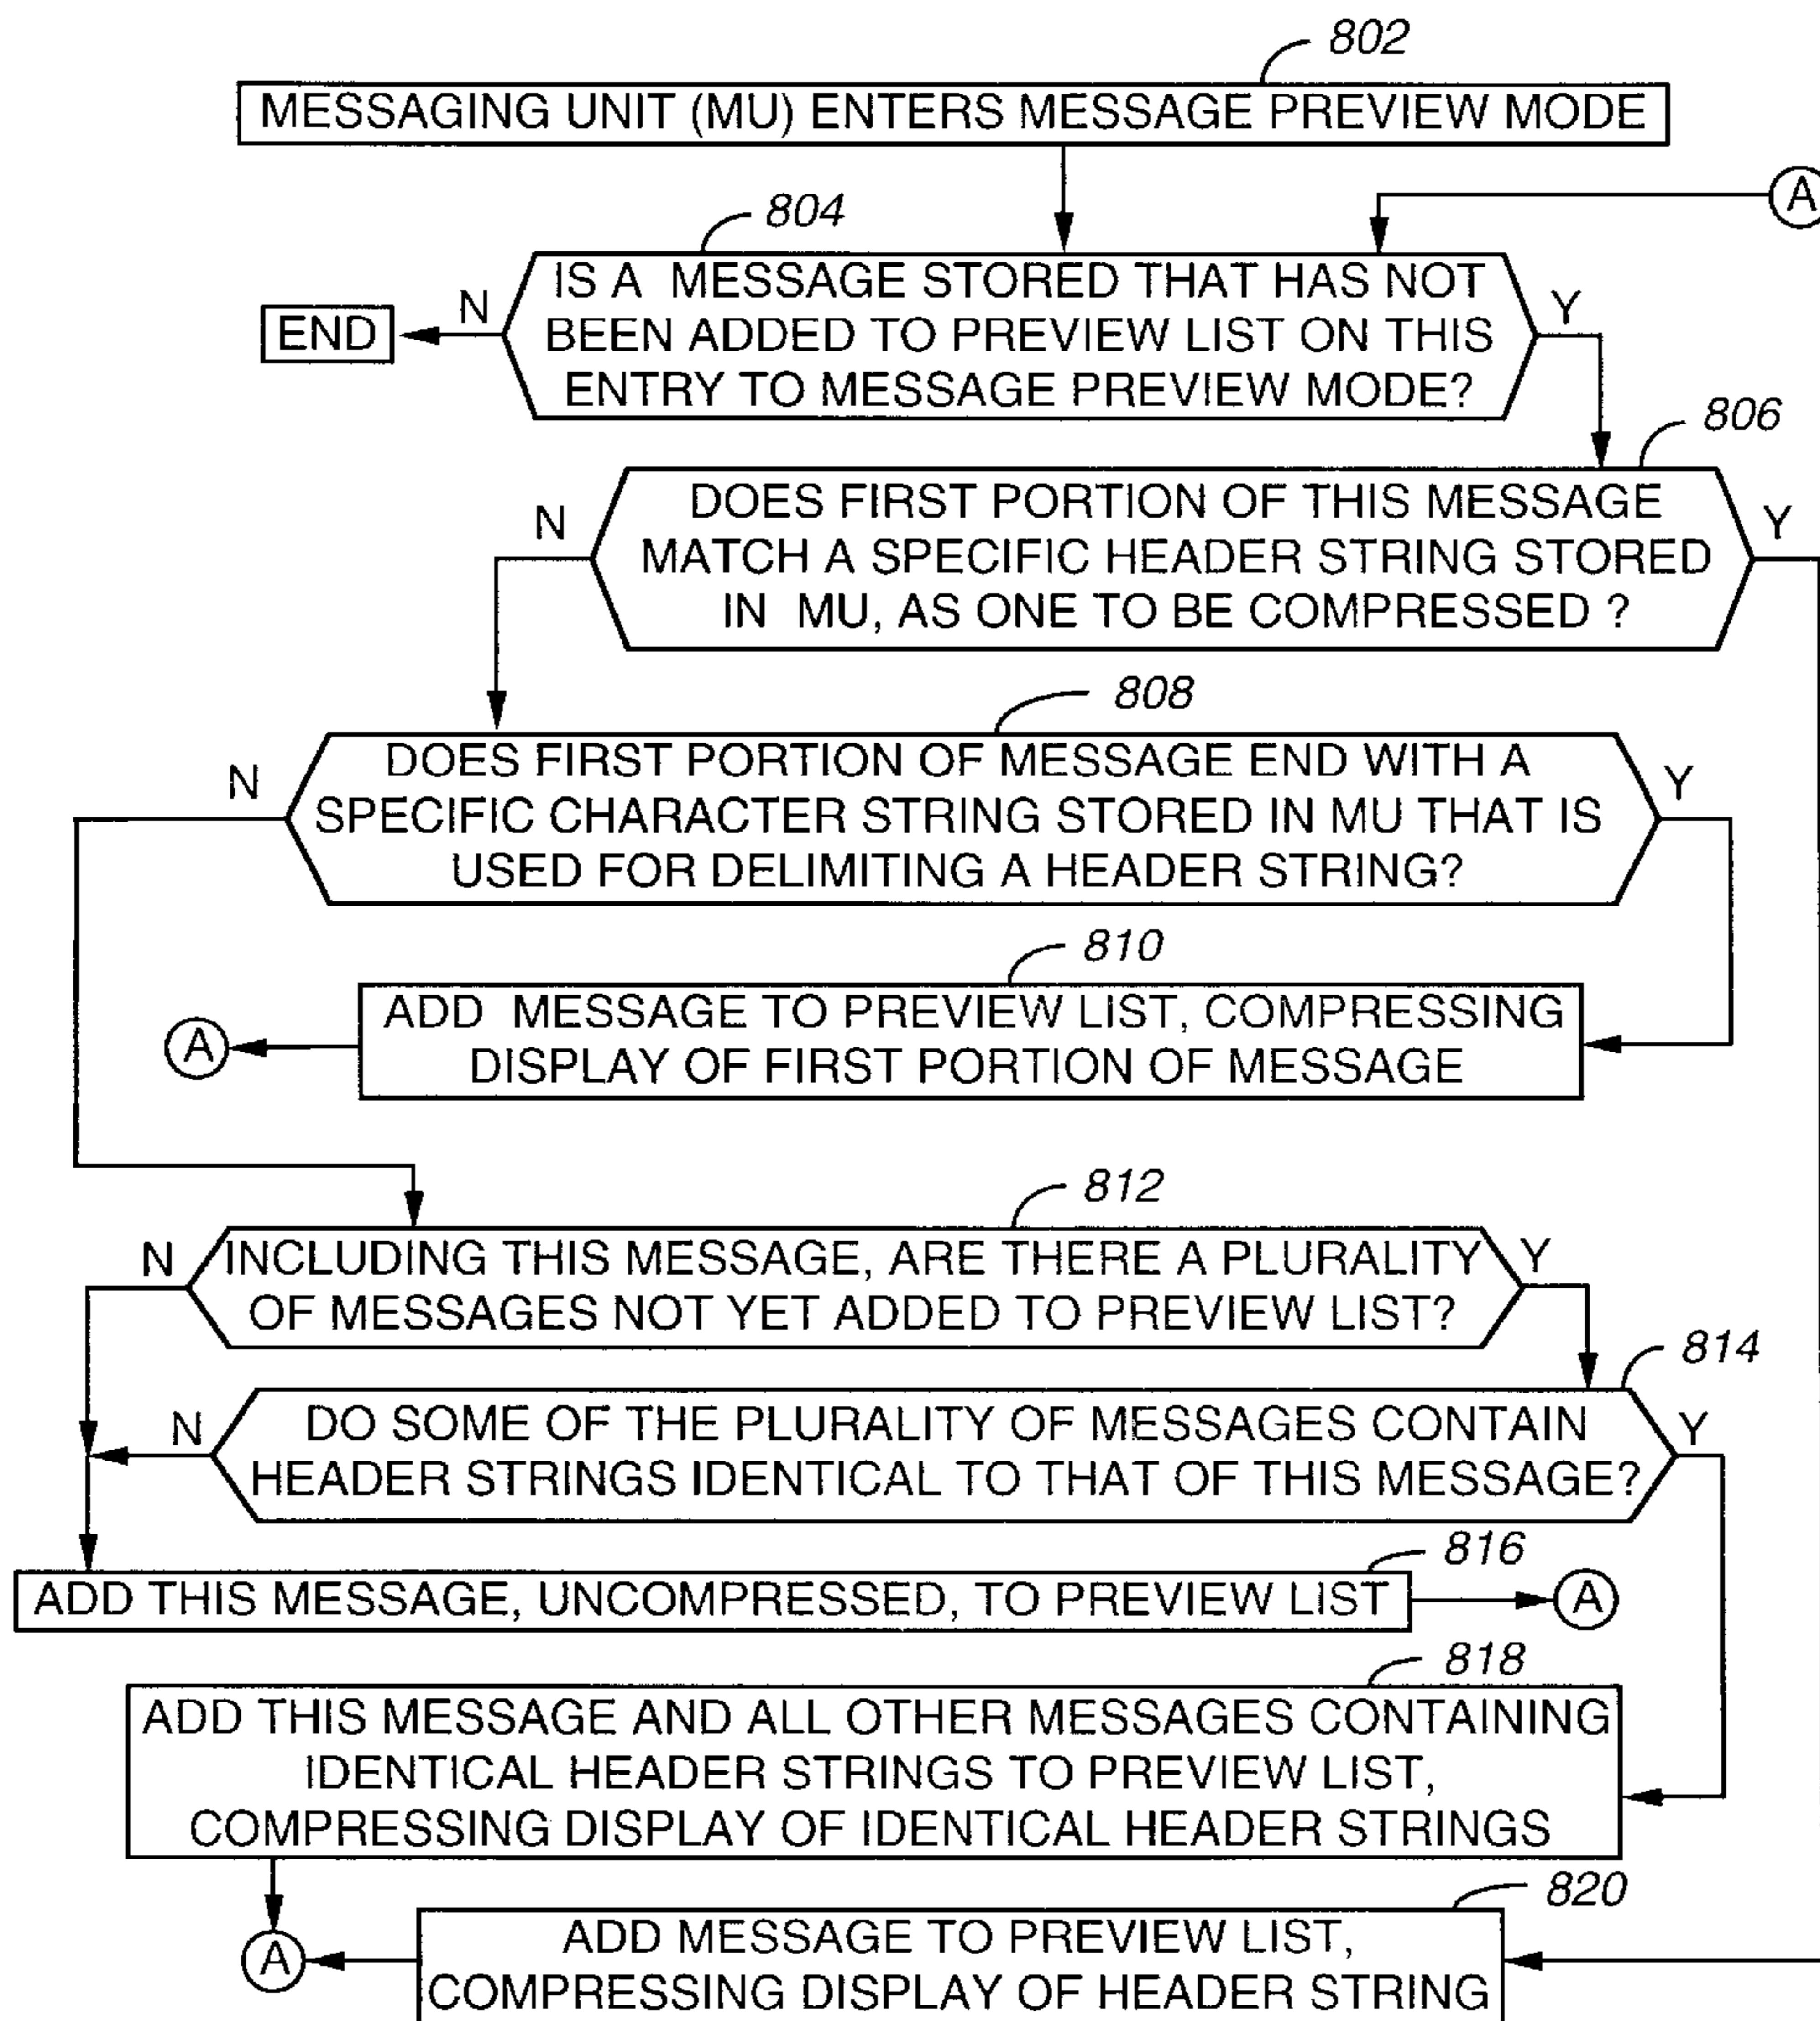 802
MESSAGING UNIT (MU) ENTERS MESSAGE PREVIEW MODE
A
804
IS A MESSAGE STORED THAT HAS NOT
BEEN ADDED TO PREVIEW LIST ON THIS
ENTRY TO MESSAGE PREVIEW MODE?
N
END
Y
806
DOES FIRST PORTION OF THIS MESSAGE
MATCH A SPECIFIC HEADER STRING STORED
IN MU, AS ONE TO BE COMPRESSED ?
N
Y
808
DOES FIRST PORTION OF MESSAGE END WITH A
SPECIFIC CHARACTER STRING STORED IN MU THAT IS
USED FOR DELIMITING A HEADER STRING?
N
Y
810
ADD MESSAGE TO PREVIEW LIST, COMPRESSING
DISPLAY OF FIRST PORTION OF MESSAGE
A
812
INCLUDING THIS MESSAGE, ARE THERE A PLURALITY
OF MESSAGES NOT YET ADDED TO PREVIEW LIST?
N
Y
814
DO SOME OF THE PLURALITY OF MESSAGES CONTAIN
HEADER STRINGS IDENTICAL TO THAT OF THIS MESSAGE?
N
Y
816
ADD THIS MESSAGE, UNCOMPRESSED, TO PREVIEW LIST
A
818
ADD THIS MESSAGE AND ALL OTHER MESSAGES CONTAINING
IDENTICAL HEADER STRINGS TO PREVIEW LIST,
COMPRESSING DISPLAY OF IDENTICAL HEADER STRINGS
820
ADD MESSAGE TO PREVIEW LIST,
COMPRESSING DISPLAY OF HEADER STRING
A